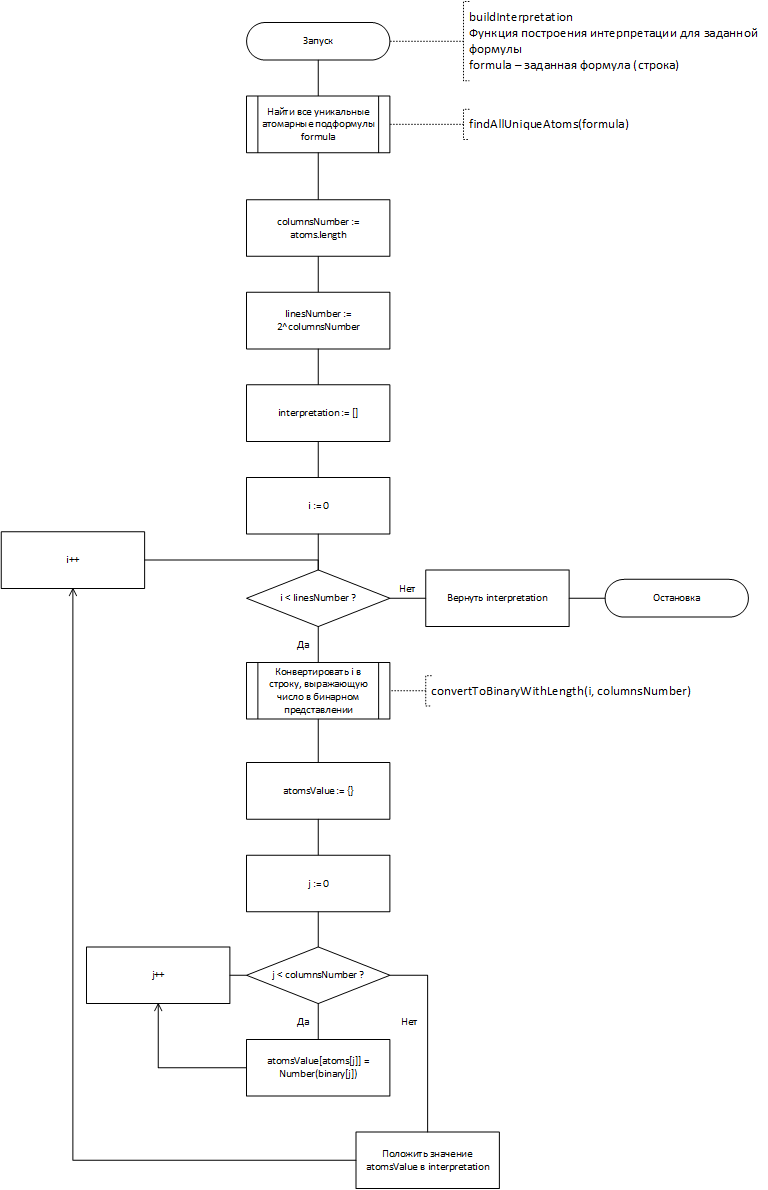 Запуск
buildInterpretation
Функция построения интерпретации для заданной
формулы
formula – заданная формула (строка)
Найти все уникальные
атомарные подформулы
formula
findAllUniqueAtoms(formula)
columnsNumber :=
atoms.length
linesNumber :=
2^columnsNumber
interpretation := []
i := 0
i++
i < linesNumber ?
Нет
Вернуть interpretation
Остановка
Да
Конвертировать i в
строку, выражающую
число в бинарном
представлении
convertToBinaryWithLength(i, columnsNumber)
atomsValue := {}
j := 0
j++
j < columnsNumber ?
Да
Нет
atomsValue[atoms[j]] =
Number(binary[j])
Положить значение
atomsValue в interpretation